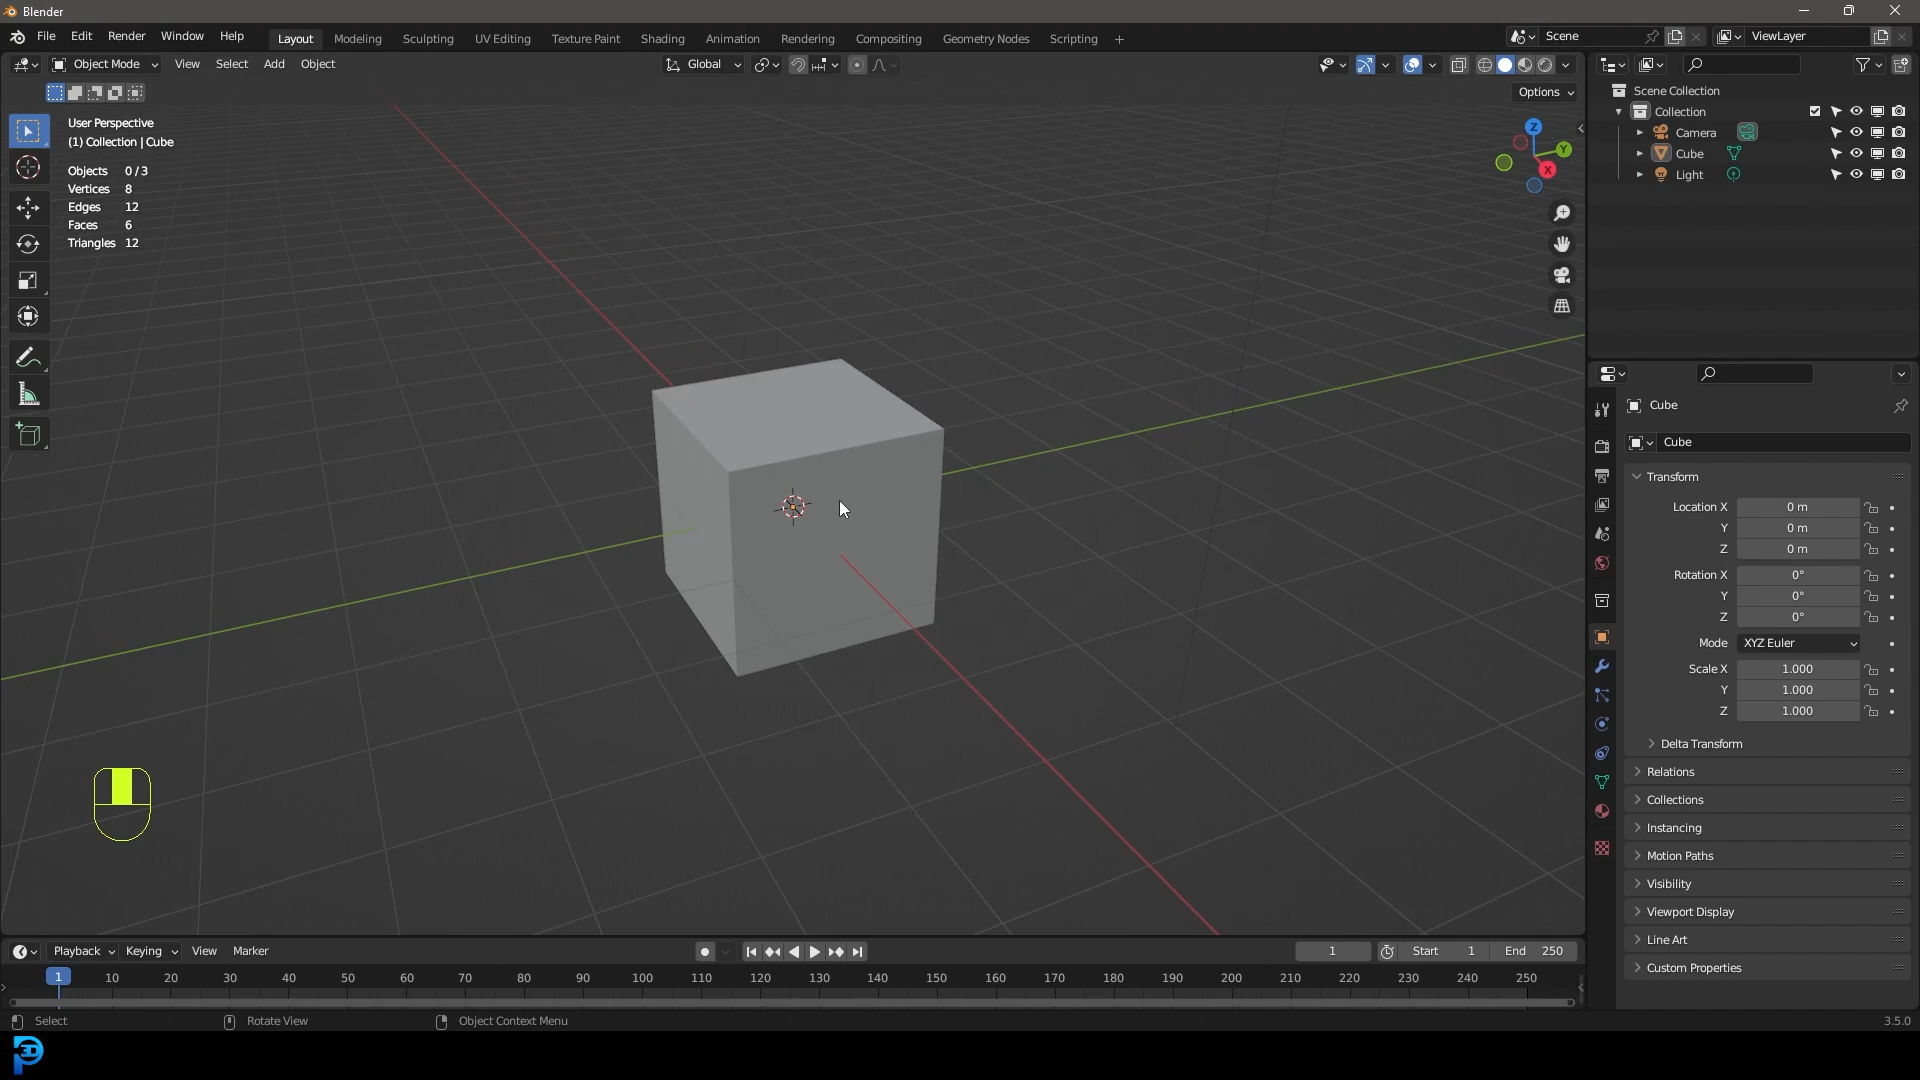 Blender
File Edit Render Window Help Layout Modeling Sculpting UV Editing Texture Paint Shading Animation Rendering Compositing Geometry Nodes Scripting + Scene ViewLayer
Object Mode View Select Add Object Global
Options
User Perspective
(1) Collection | Cube
Objects 0 / 3
Vertices 8
Edges 12
Faces 6
Triangles 12
Z
Y
X
Scene Collection
Collection
Camera
Cube
Light
Cube
Cube
Transform
Location X 0 m
Y 0 m
Z 0 m
Rotation X 0°
Y 0°
Z 0°
Mode XYZ Euler
Scale X 1.000
Y 1.000
Z 1.000
Delta Transform
Relations
Collections
Instancing
Motion Paths
Visibility
Viewport Display
Line Art
Custom Properties
Playback Keying View Marker 1 Start 1 End 250
1 10 20 30 40 50 60 70 80 90 100 110 120 130 140 150 160 170 180 190 200 210 220 230 240 250
Select Rotate View Object Context Menu 3.5.0